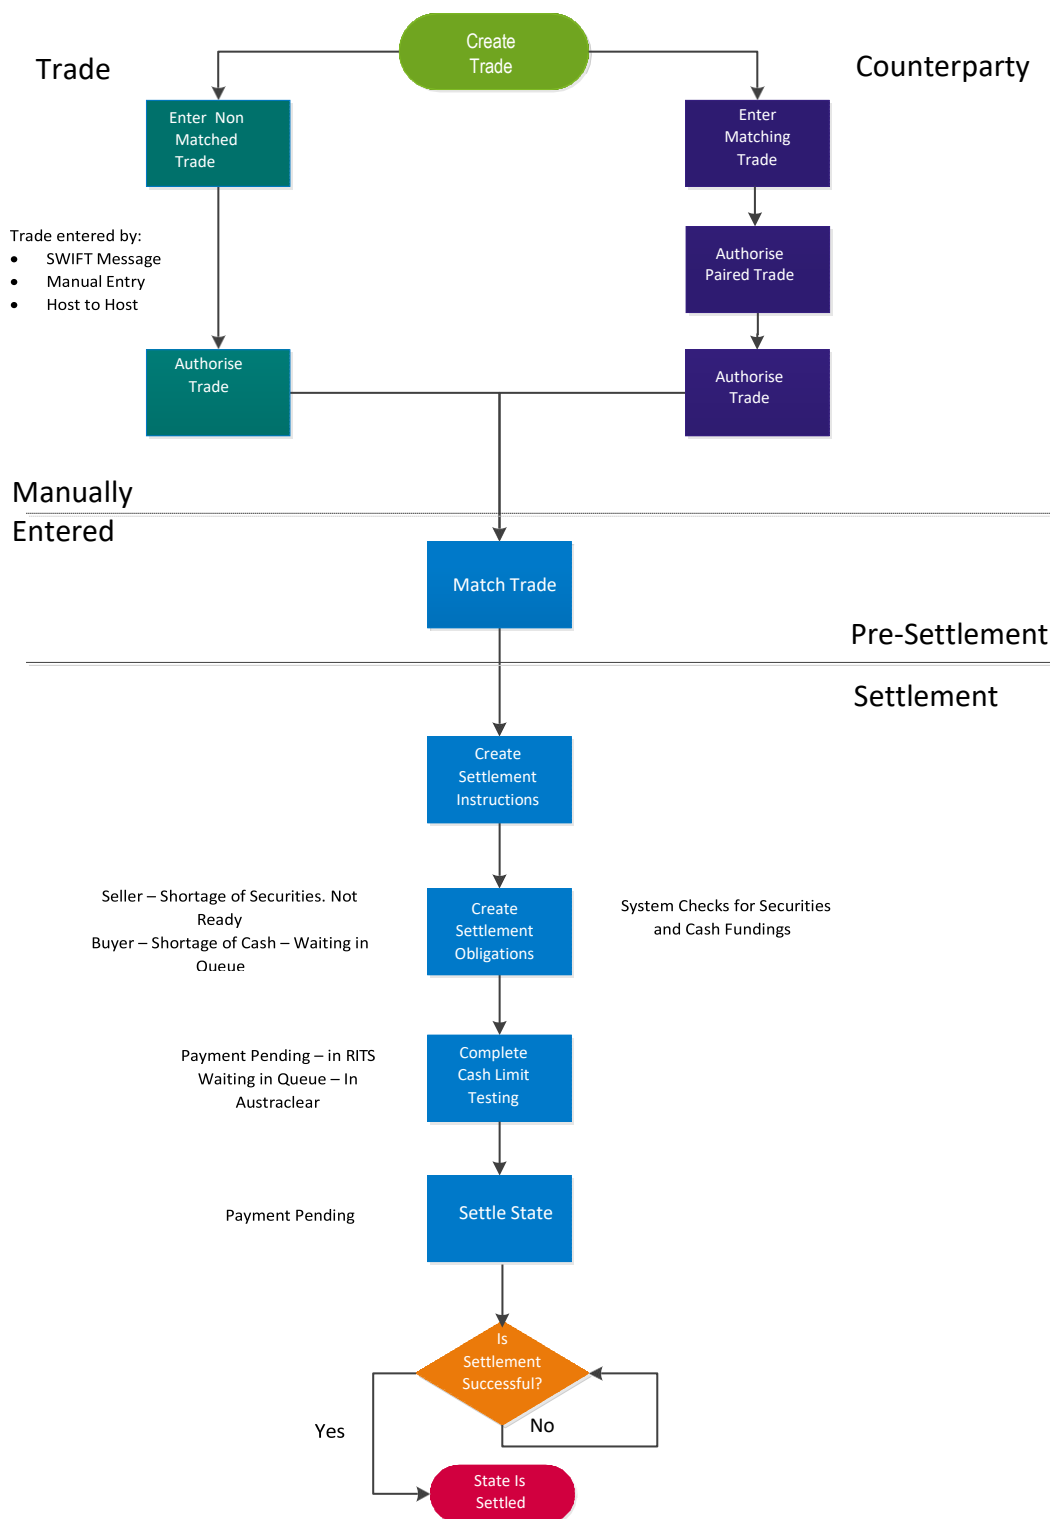 Create
Trade
Trade
Counterparty
Enter Non
Matched
Trade
Enter
Matching
Trade
Trade entered by:
• SWIFT Message
• Manual Entry
• Host to Host
Authorise
Paired Trade
Authorise
Trade
Authorise
Trade
Manually
Entered
Match Trade
Pre-Settlement
Settlement
Create
Settlement
Instructions
Seller – Shortage of Securities. Not
Ready
Buyer – Shortage of Cash – Waiting in
Queue
Create
Settlement
Obligations
System Checks for Securities
and Cash Fundings
Payment Pending – in RITS
Waiting in Queue – In
Austraclear
Complete
Cash Limit
Testing
Payment Pending
Settle State
Is
Settlement
Successful?
Yes
No
State Is
Settled